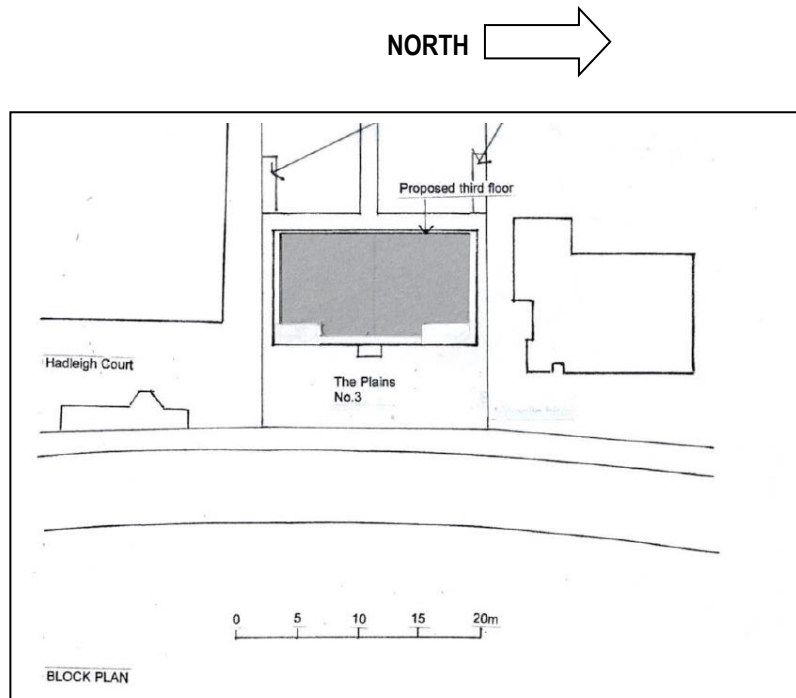 NORTH
Proposed third floor
Hadleigh Court
The Plains
No.3
0 5 10 15 20m
BLOCK PLAN